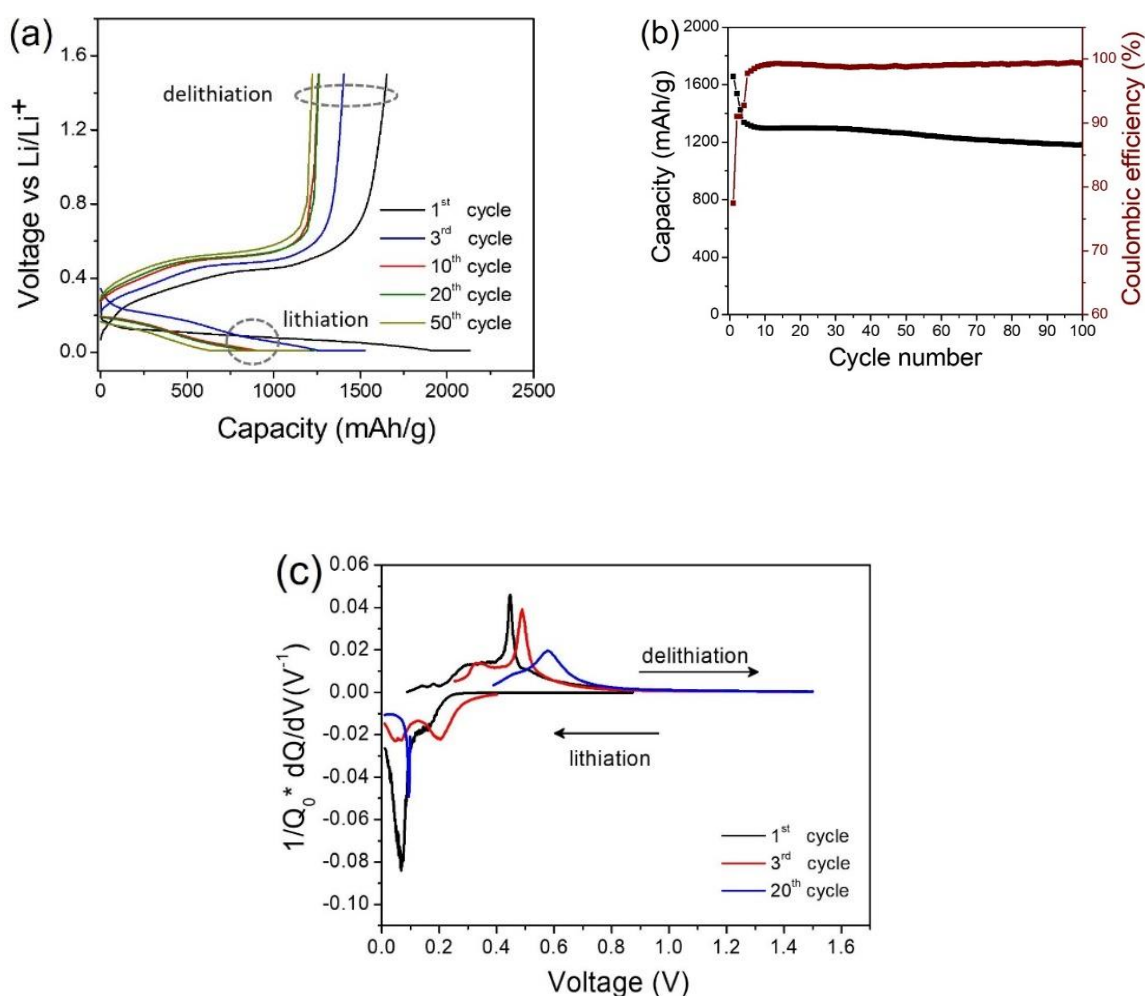 (a)
Voltage vs Li/Li⁺
1.6
1.2
0.8
0.4
0.0
delithiation
lithiation
1st cycle
3rd cycle
10th cycle
20th cycle
50th cycle
0 500 1000 1500 2000 2500
Capacity (mAh/g)
(b)
Capacity (mAh/g)
2000
1600
1200
800
400
0
100
90
80
70
60
Coulombic efficiency (%)
0 10 20 30 40 50 60 70 80 90 100
Cycle number
(c)
1/Q₀* dQ/dV(V⁻¹)
0.06
0.04
0.02
0.00
-0.02
-0.04
-0.06
-0.08
-0.10
delithiation
lithiation
1st cycle
3rd cycle
20th cycle
0.0 0.2 0.4 0.6 0.8 1.0 1.2 1.4 1.6
Voltage (V)